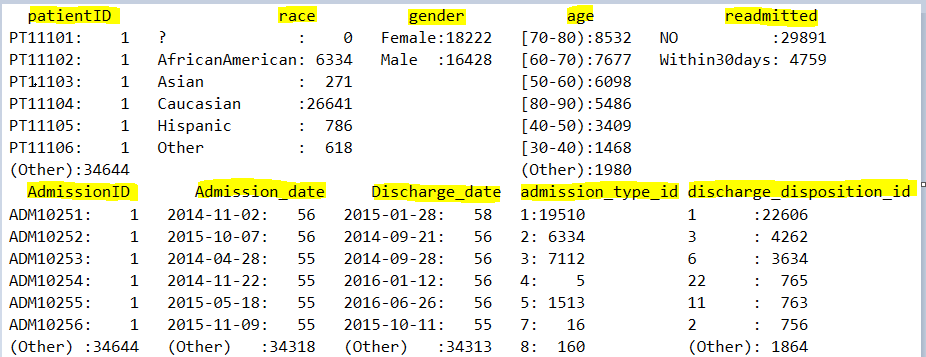 patientID race gender age readmitted
PT11101: 1 ? : 0 Female:18222 [70-80):8532 NO :29891
PT11102: 1 AfricanAmerican: 6334 Male :16428 [60-70):7677 Within30days: 4759
PT11103: 1 Asian : 271 [50-60):6098
PT11104: 1 Caucasian :26641 [80-90):5486
PT11105: 1 Hispanic : 786 [40-50):3409
PT11106: 1 Other : 618 [30-40):1468
(Other):34644 (Other):1980
AdmissionID Admission_date Discharge_date admission_type_id discharge_disposition_id
ADM10251: 1 2014-11-02: 56 2015-01-28: 58 1:19510 1 :22606
ADM10252: 1 2015-10-07: 56 2014-09-21: 56 2: 6334 3 : 4262
ADM10253: 1 2014-04-28: 55 2014-09-28: 56 3: 7112 6 : 3634
ADM10254: 1 2014-11-22: 55 2016-01-12: 56 4: 5 22 : 765
ADM10255: 1 2015-05-18: 55 2016-06-26: 56 5: 1513 11 : 763
ADM10256: 1 2015-11-09: 55 2015-10-11: 55 7: 16 2 : 756
(Other) :34644 (Other) :34318 (Other) :34313 8: 160 (Other): 1864